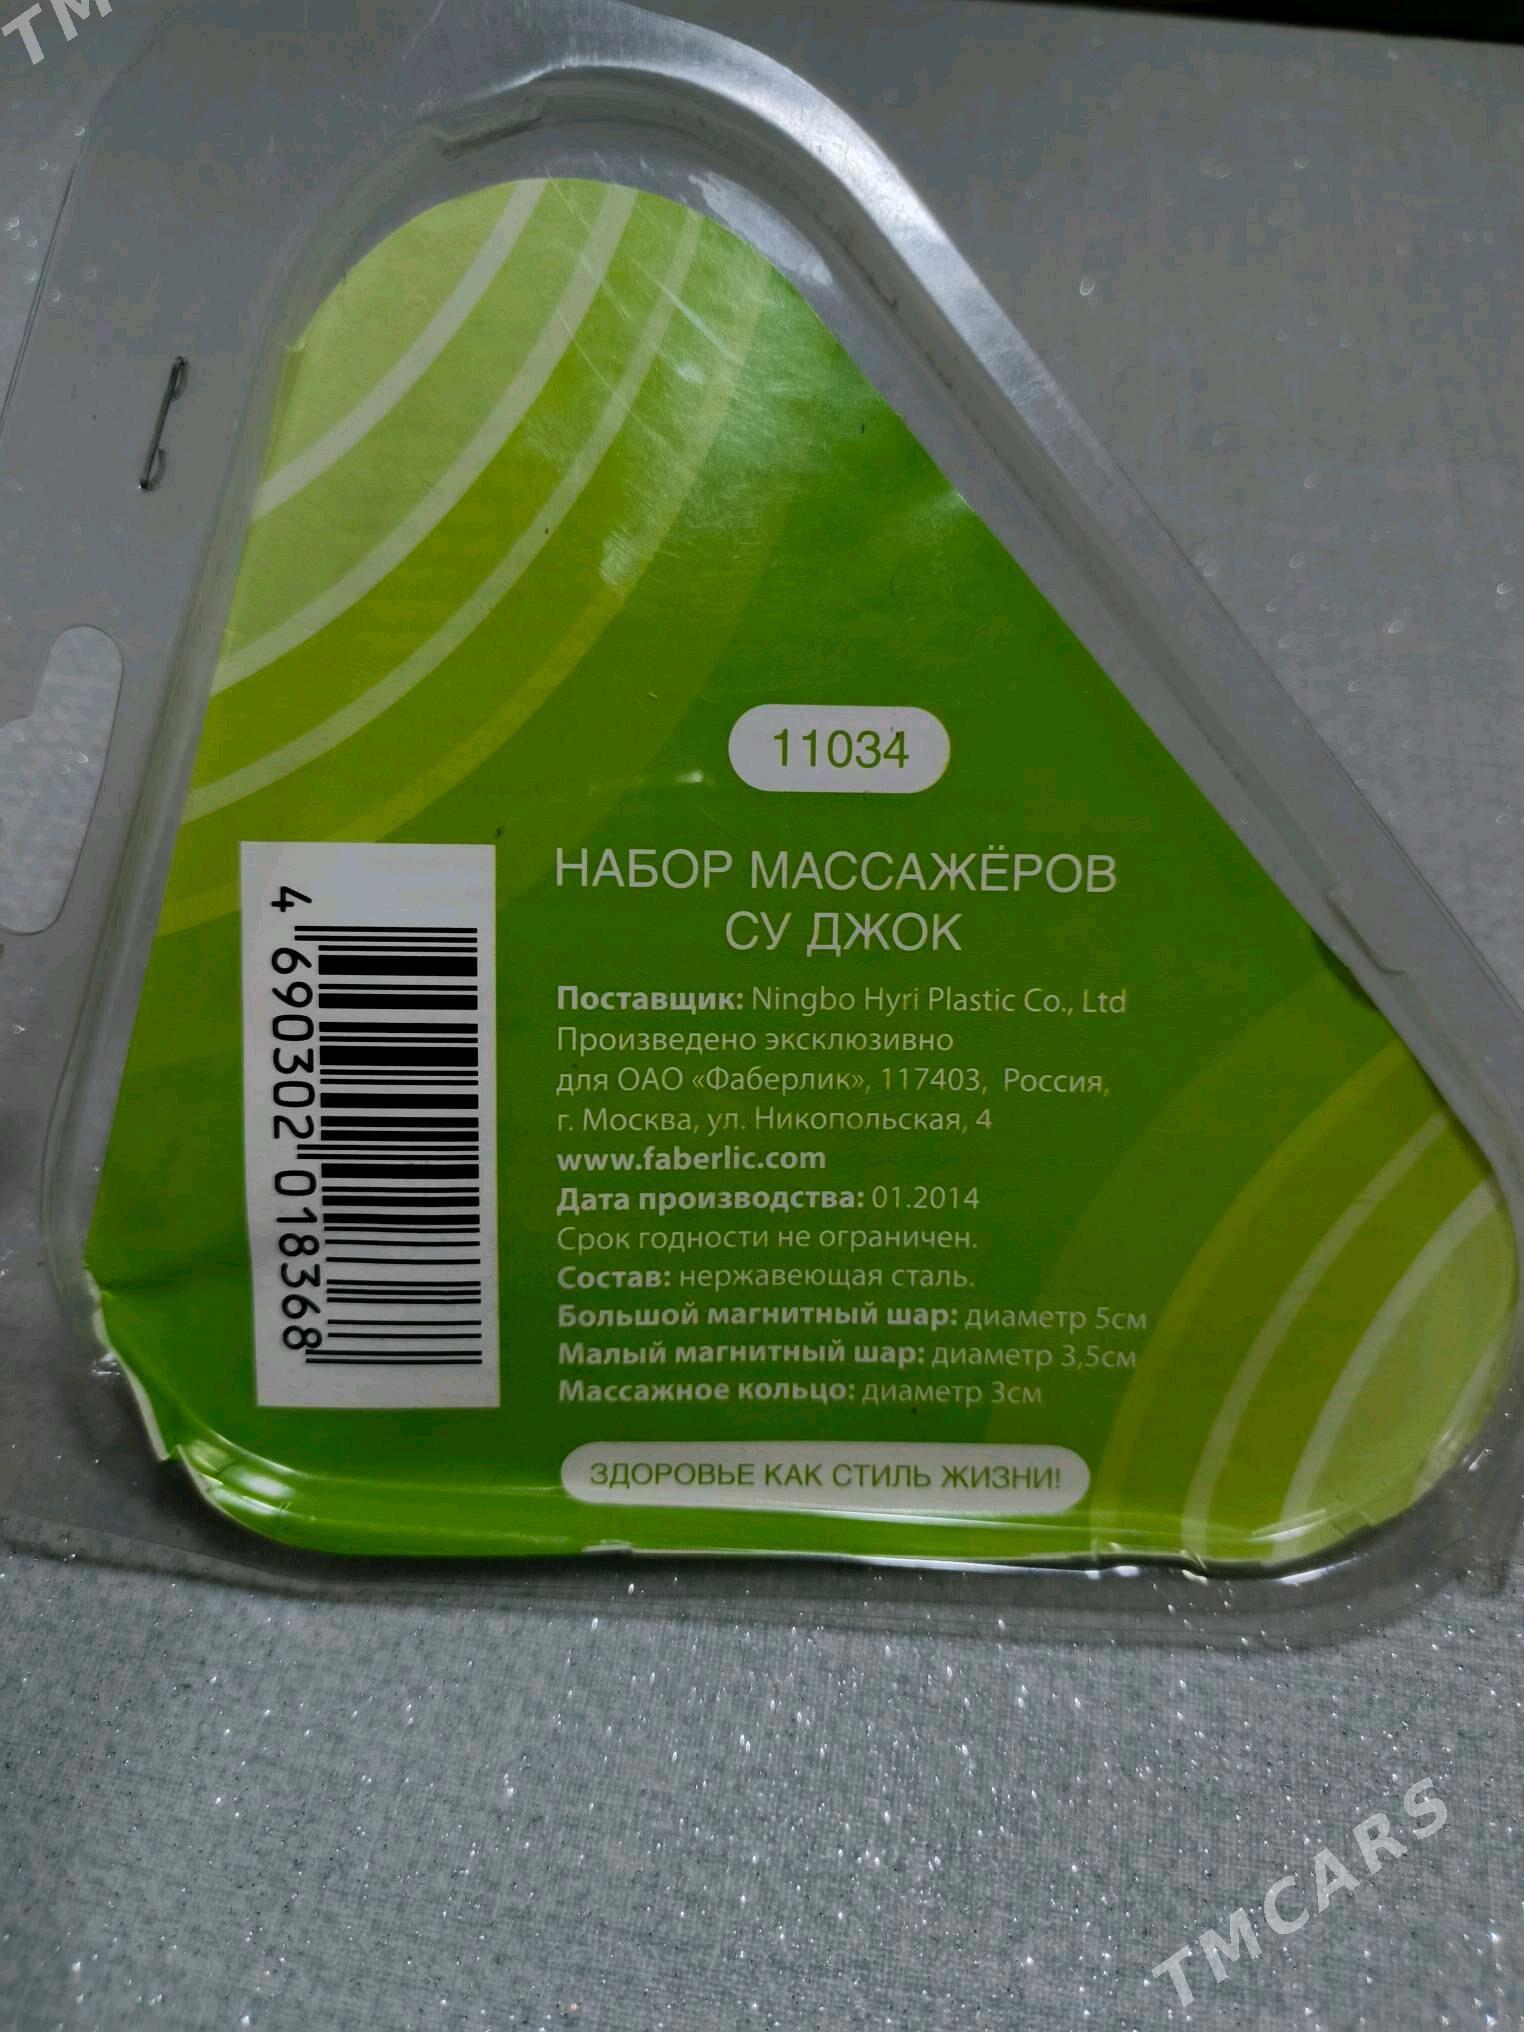 TM
11034
НАБОР МАССАЖЁРОВ
СУ ДЖОК
Поставщик: Ningbo Hyri Plastic Co., Ltd
Произведено эксклюзивно
для ОАО «Фаберлик», 117403, Россия,
г. Москва, ул. Никопольская, 4
www.faberlic.com
Дата производства: 01.2014
Срок годности не ограничен.
Состав: нержавеющая сталь.
Большой магнитный шар: диаметр 5см
Малый магнитный шар: диаметр 3,5см
Массажное кольцо: диаметр 3см
ЗДОРОВЬЕ КАК СТИЛЬ ЖИЗНИ!
4 690302 018368
TMCARS